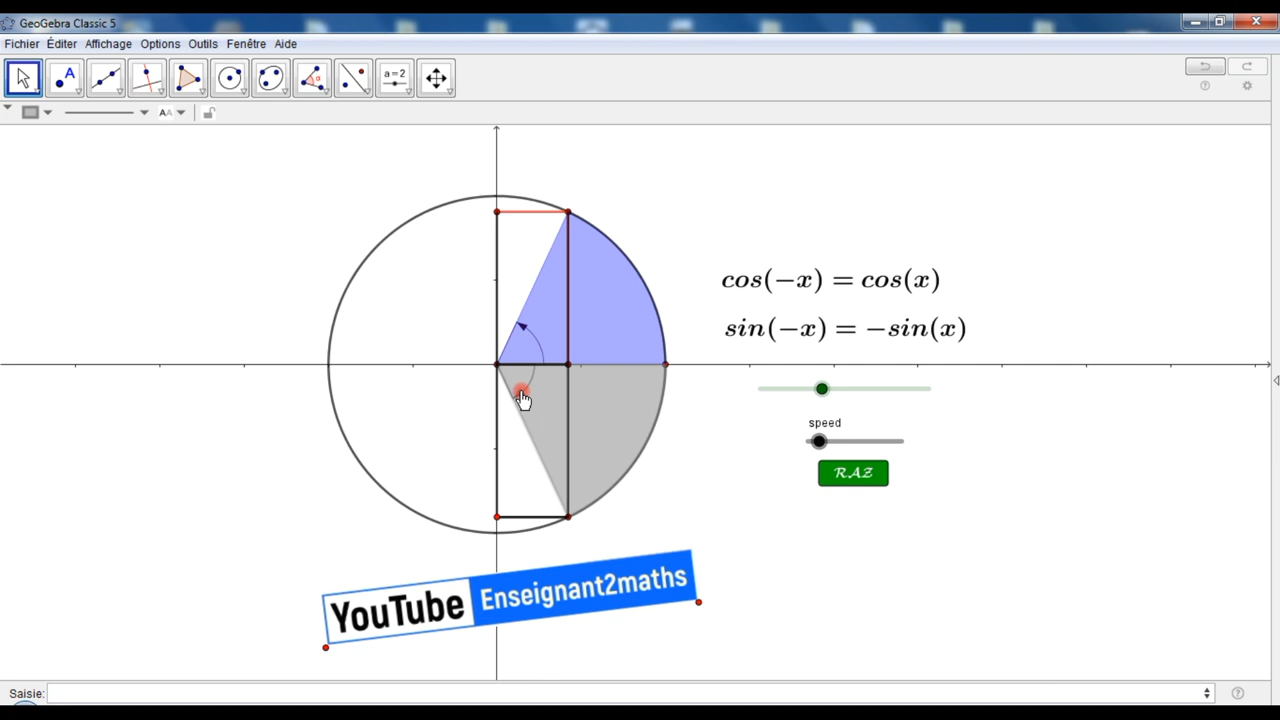 GeoGebra Classic 5
Fichier Éditer Affichage Options Outils Fenêtre Aide
A
α
a=2
AA
cos(−x) = cos(x)
sin(−x) = −sin(x)
speed
RAZ
YouTube Enseignant2maths
Saisie: